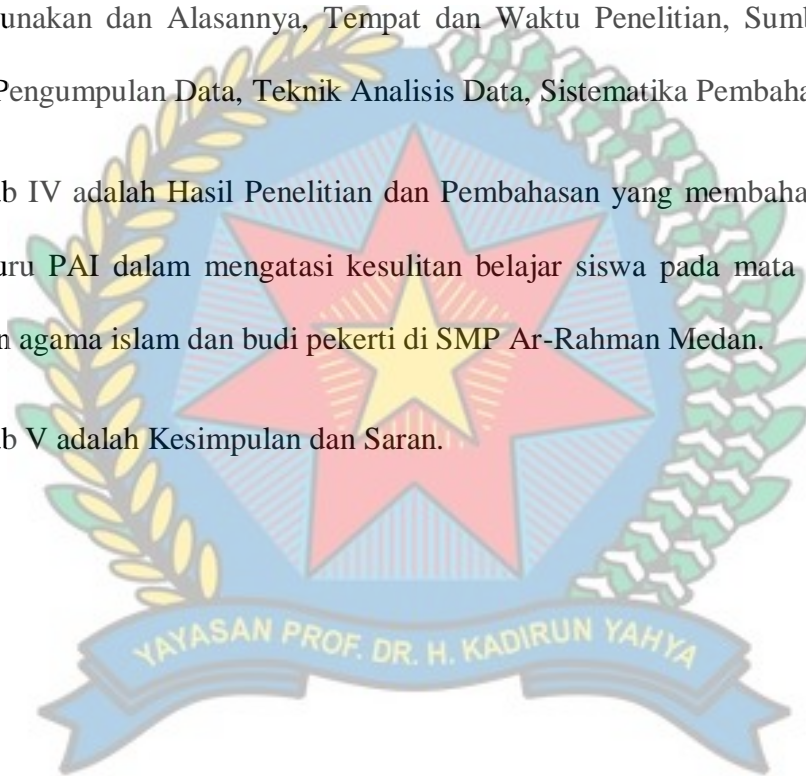 unakan dan Alasannya, Tempat dan Waktu Penelitian, Sumb
Pengumpulan Data, Teknik Analisis Data, Sistematika Pembaha
b IV adalah Hasil Penelitian dan Pembahasan yang membaha
uru PAI dalam mengatasi kesulitan belajar siswa pada mata
n agama islam dan budi pekerti di SMP Ar-Rahman Medan.
b V adalah Kesimpulan dan Saran.
YAYASAN PROF. DR. H. KADIRUN YAHYA